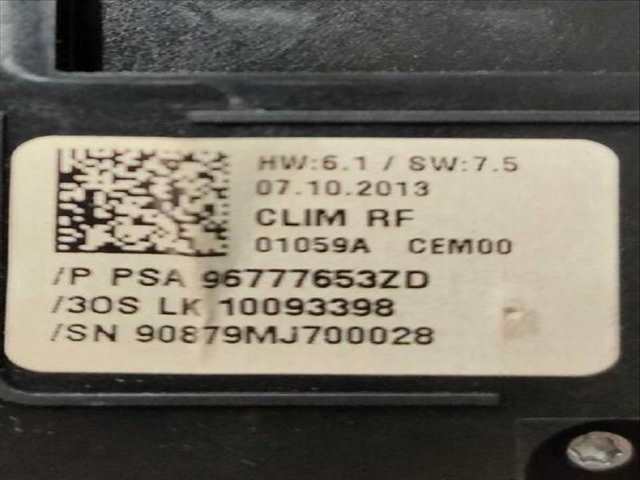 HW:6.1 / SW:7.5
07.10.2013
CLIM RF
01059A CEM00
/P PSA 96777653ZD
/3OS LK 10093398
/SN 90879MJ700028